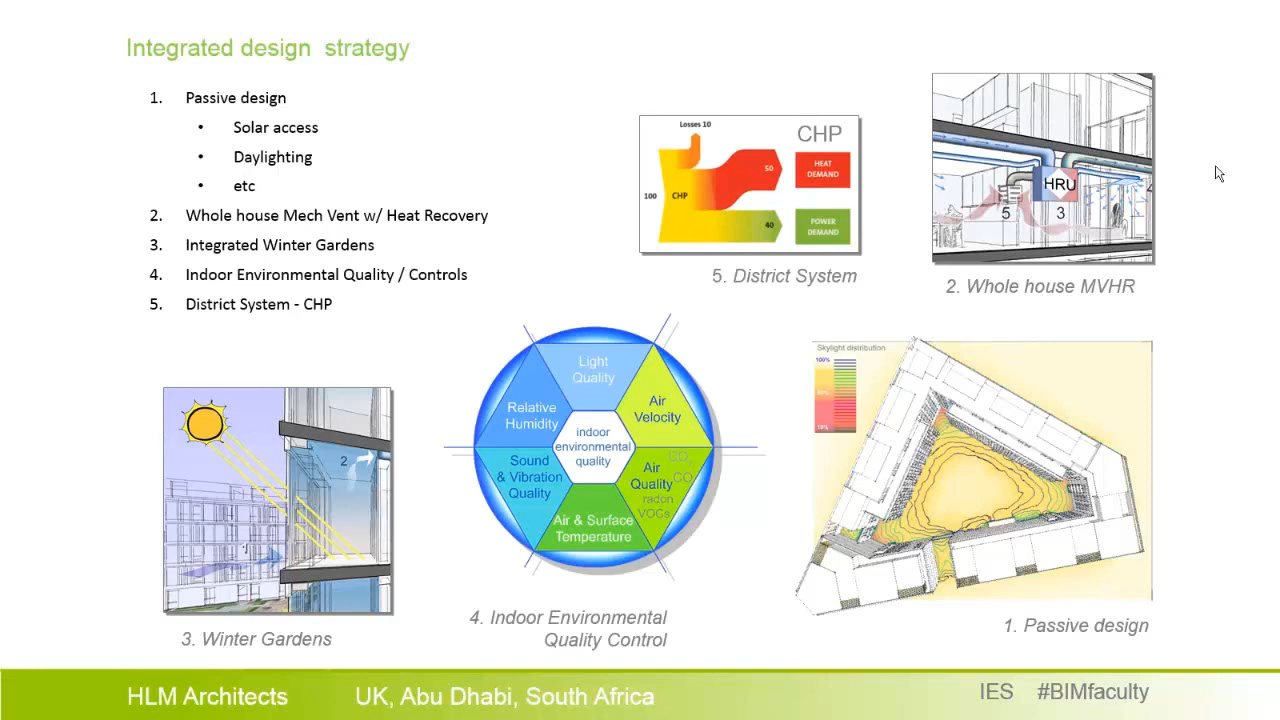 Integrated design strategy
1. Passive design
• Solar access
• Daylighting
• etc
2. Whole house Mech Vent w/ Heat Recovery
3. Integrated Winter Gardens
4. Indoor Environmental Quality / Controls
5. District System - CHP
Losses 10
CHP
100
CHP
50
HEAT
DEMAND
40
POWER
DEMAND
5. District System
HRU
5
3
4
2. Whole house MVHR
2
1
3. Winter Gardens
Light
Quality
Air
Velocity
Relative
Humidity
indoor
environmental
quality
Sound
& Vibration
Quality
CO₂
Air
Quality
CO
radon
VOCs
Air & Surface
Temperature
4. Indoor Environmental
Quality Control
Skylight distribution
100%
10%
1. Passive design
HLM Architects
UK, Abu Dhabi, South Africa
IES #BIMfaculty